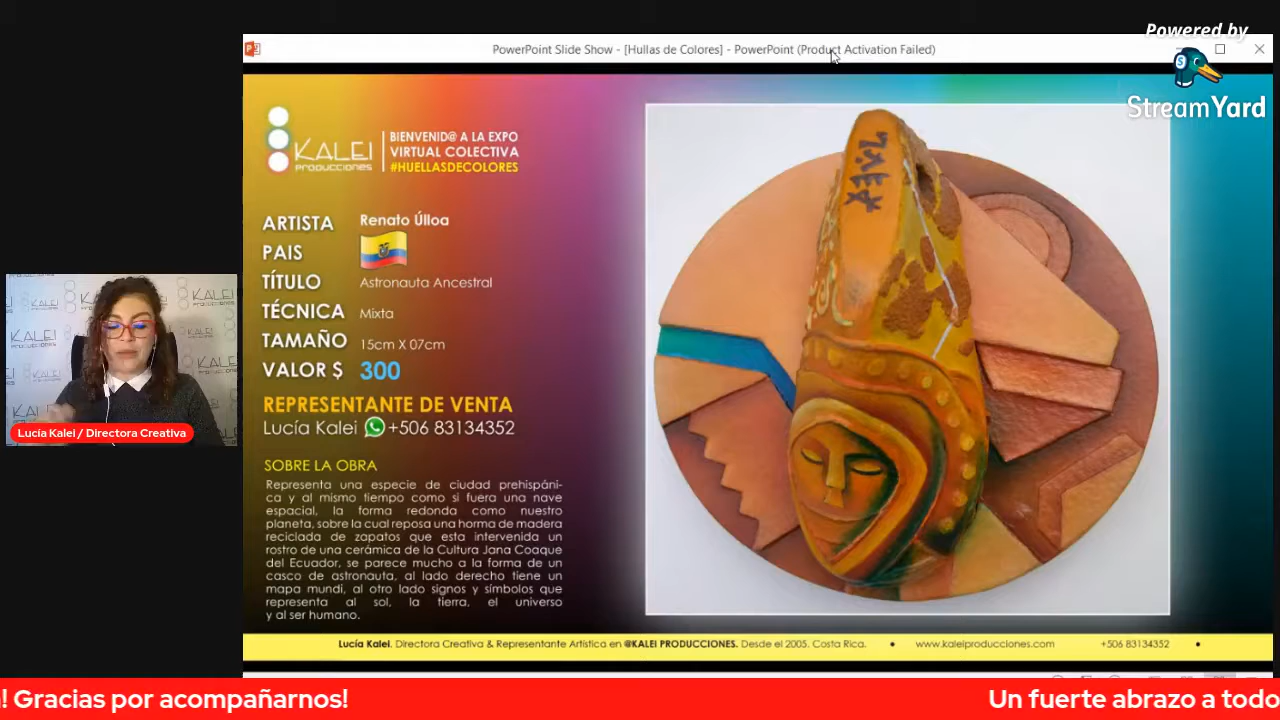 Powered by
StreamYard
PowerPoint Slide Show - [Hullas de Colores] - PowerPoint (Product Activation Failed)
KALEI
PRODUCCIONES
BIENVENID@ A LA EXPO
VIRTUAL COLECTIVA
#HUELLASDECOLORES
ARTISTA Renato Úlloa
PAIS
TÍTULO Astronauta Ancestral
TÉCNICA Mixta
TAMAÑO 15cm X 07cm
VALOR $ 300
REPRESENTANTE DE VENTA
Lucía Kalei +506 83134352
SOBRE LA OBRA
Representa una especie de ciudad prehispáni-
ca y al mismo tiempo como si fuera una nave
espacial, la forma redonda como nuestro
planeta, sobre la cual reposa una horma de madera
reciclada de zapatos que esta intervenida un
rostro de una cerámica de la Cultura Jana Coaque
del Ecuador, se parece mucho a la forma de un
casco de astronauta, al lado derecho tiene un
mapa mundi, al otro lado signos y símbolos que
representa al sol, la tierra, el universo
y al ser humano.
Lucía Kalei. Directora Creativa & Representante Artística en @KALEI PRODUCCIONES. Desde el 2005. Costa Rica. • www.kaleiproducciones.com +506 83134352 •
KALEI
KALEI
KALEI
Lucía Kalei / Directora Creativa
! Gracias por acompañarnos! Un fuerte abrazo a todo